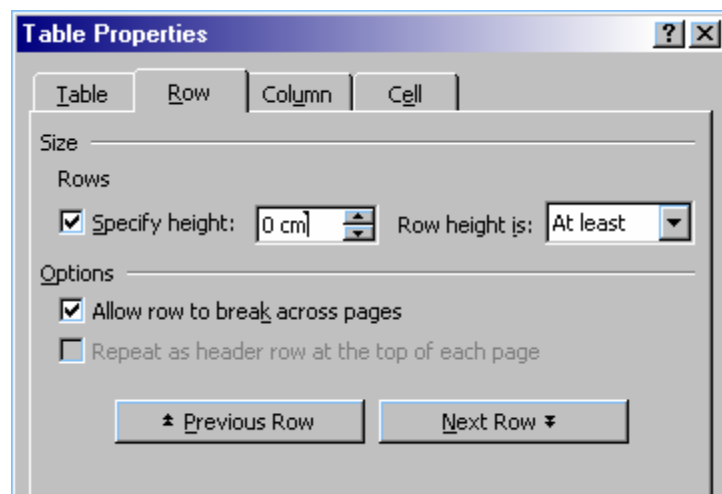 Table Properties
Table Row Column Cell
Size
Rows
Specify height: 0 cm Row height is: At least
Options
Allow row to break across pages
Repeat as header row at the top of each page
Previous Row Next Row